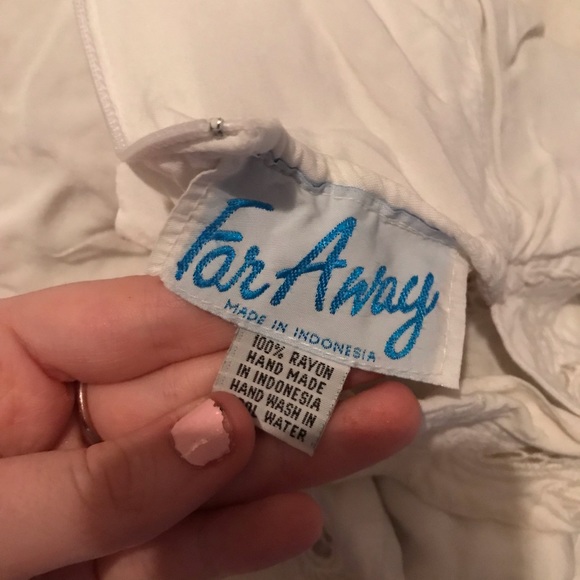 Far Away
MADE IN INDONESIA
100% RAYON
HAND MADE
IN INDONESIA
HAND WASH IN
WATER